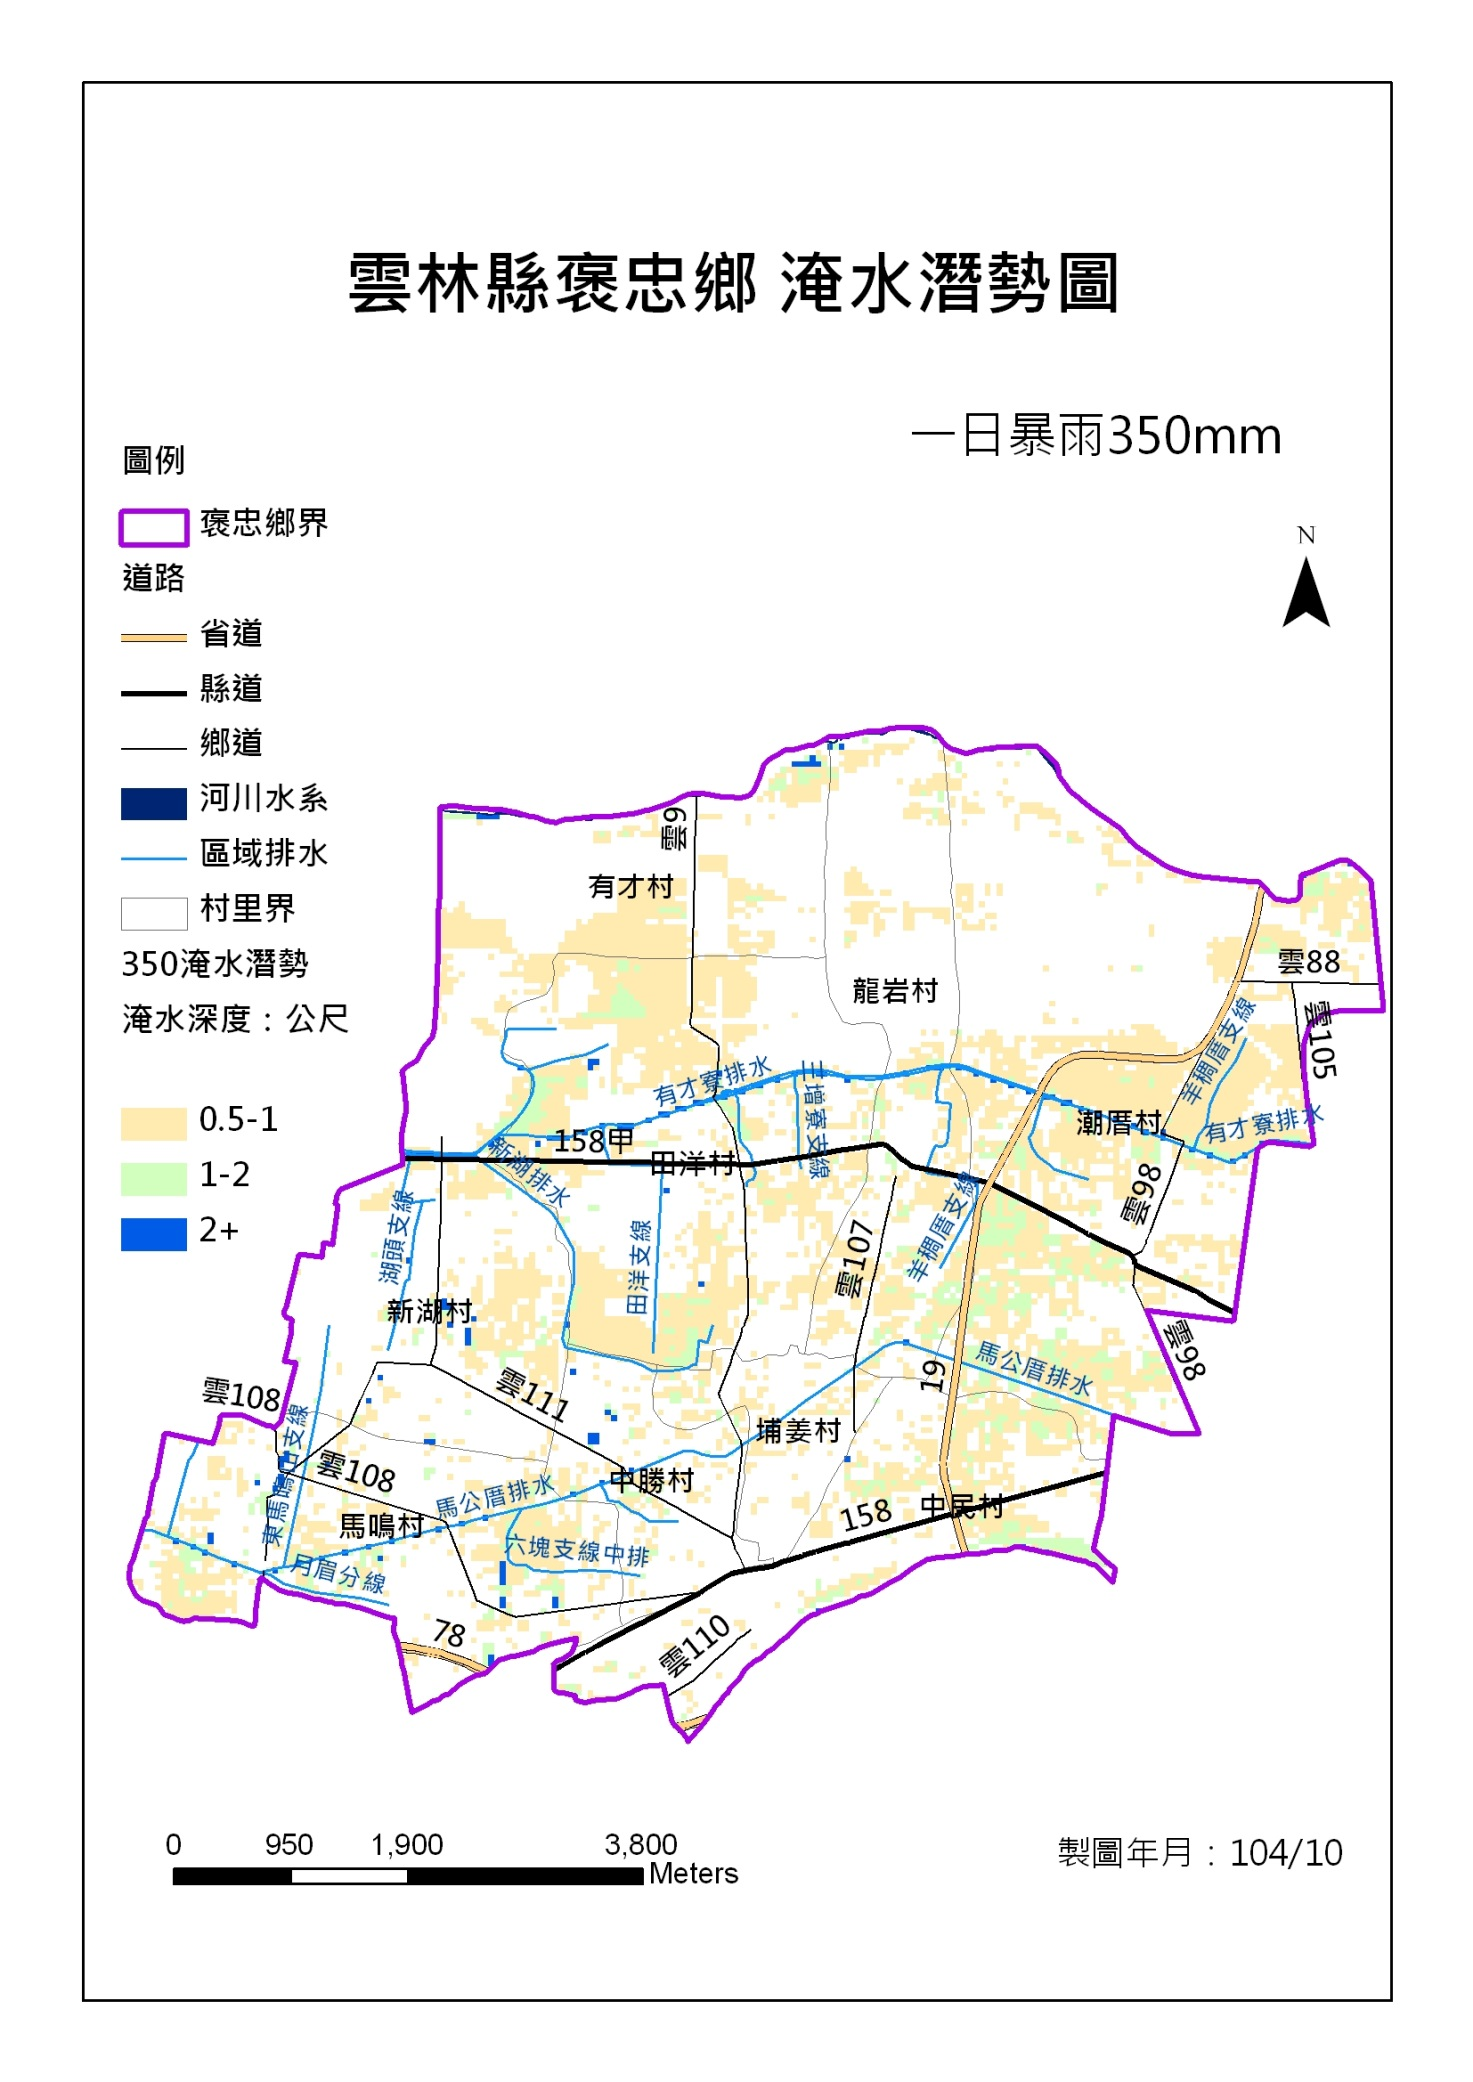 雲林縣褒忠鄉 淹水潛勢圖
一日暴雨350mm
圖例
褒忠鄉界
道路
省道
縣道
鄉道
河川水系
區域排水
村里界
350淹水潛勢
淹水深度：公尺
0.5-1
1-2
2+
N
雲9
有才村
龍岩村
雲88
雲105
羊稠厝支線
有才寮排水
有才寮排水
潮厝村
158甲
田洋村
新湖排水
雲98
湖頭支線
田洋支線
雲107
羊稠厝支線
新湖村
雲98
19
馬公厝排水
雲108
雲111
埔姜村
雲108
中勝村
馬公厝排水
馬鳴村
158
中民村
六塊支線中排
月眉分線
78
雲110
0 950 1,900 3,800
Meters
製圖年月：104/10